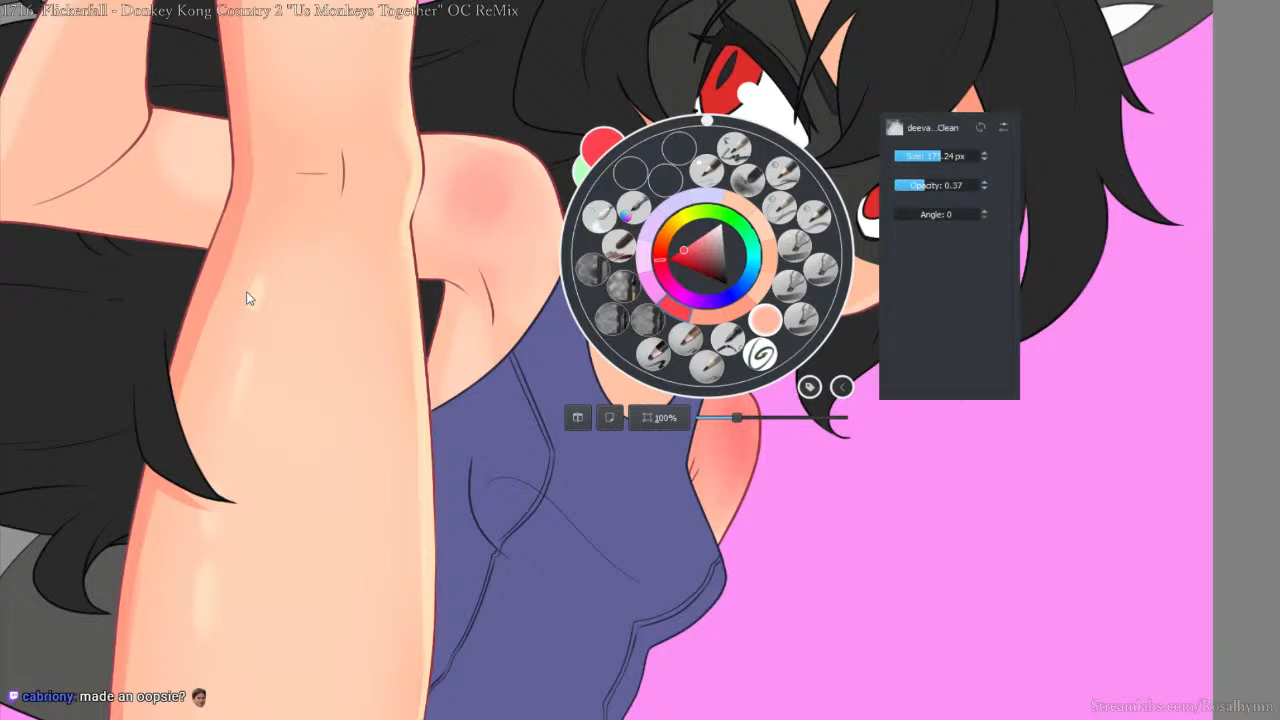 1716. Flickerfall - Donkey Kong Country 2 "Us Monkeys Together" OC ReMix
deeva...Clean
Size: 173.24 px
Opacity: 0.37
Angle: 0
100%
cabriony: made an oopsie?
Streamlabs.com/Rosalhymn